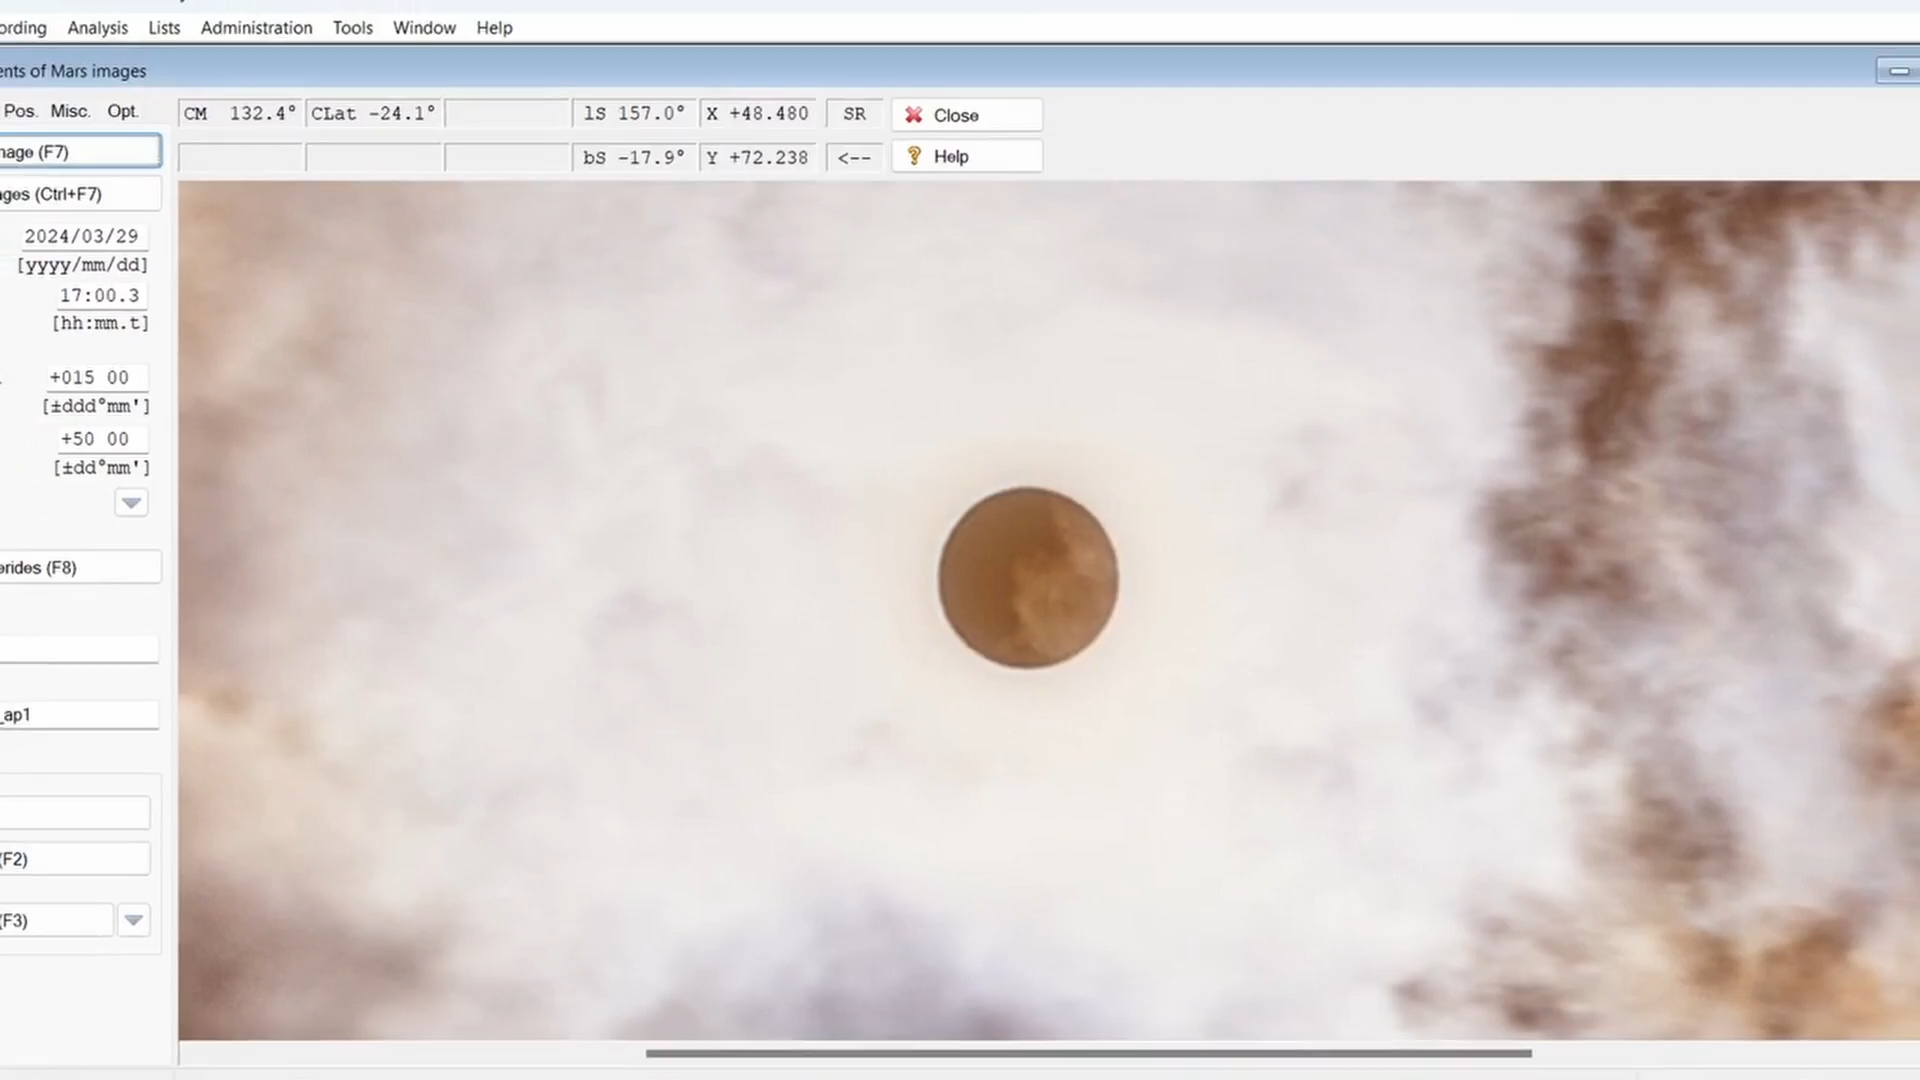 ording Analysis Lists Administration Tools Window Help
ents of Mars images
Pos. Misc. Opt.
CM 132.4° CLat -24.1° lS 157.0° X +48.480 SR Close
nage (F7)
bS -17.9° Y +72.238 <-- Help
ages (Ctrl+F7)
2024/03/29
[yyyy/mm/dd]
17:00.3
[hh:mm.t]
+015 00
[±ddd°mm']
+50 00
[±dd°mm']
erides (F8)
_ap1
(F2)
(F3)